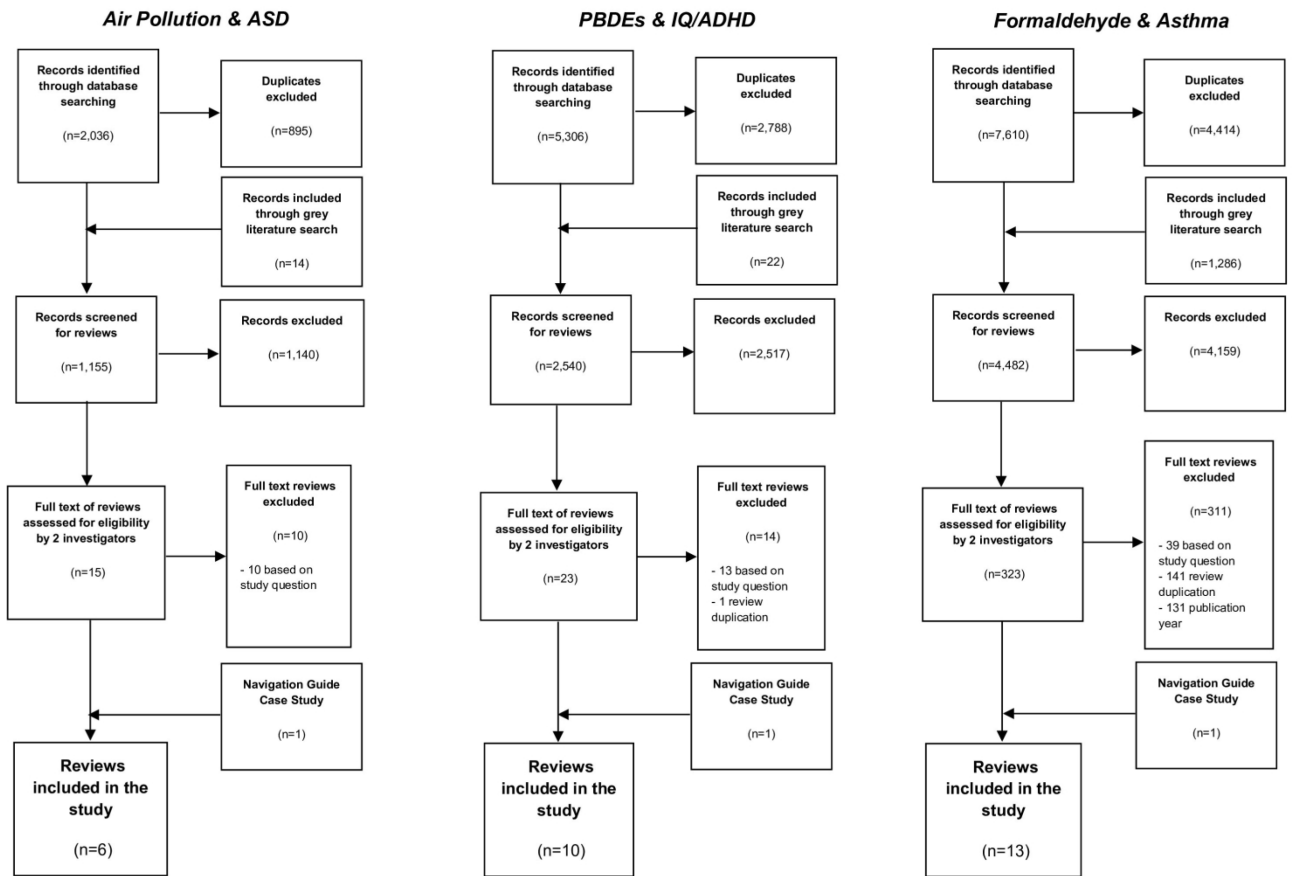 Air Pollution & ASD
Records identified
through database
searching
(n=2,036)
Duplicates
excluded
(n=895)
Records included
through grey
literature search
(n=14)
Records screened
for reviews
(n=1,155)
Records excluded
(n=1,140)
Full text of reviews
assessed for eligibility
by 2 investigators
(n=15)
Full text reviews
excluded
(n=10)
- 10 based on
study question
Navigation Guide
Case Study
(n=1)
Reviews
included in the
study
(n=6)
PBDEs & IQ/ADHD
Records identified
through database
searching
(n=5,306)
Duplicates
excluded
(n=2,788)
Records included
through grey
literature search
(n=22)
Records screened
for reviews
(n=2,540)
Records excluded
(n=2,517)
Full text of reviews
assessed for eligibility
by 2 investigators
(n=23)
Full text reviews
excluded
(n=14)
- 13 based on
study question
- 1 review
duplication
Navigation Guide
Case Study
(n=1)
Reviews
included in the
study
(n=10)
Formaldehyde & Asthma
Records identified
through database
searching
(n=7,610)
Duplicates
excluded
(n=4,414)
Records included
through grey
literature search
(n=1,286)
Records screened
for reviews
(n=4,482)
Records excluded
(n=4,159)
Full text of reviews
assessed for eligibility
by 2 investigators
(n=323)
Full text reviews
excluded
(n=311)
- 39 based on
study question
- 141 review
duplication
- 131 publication
year
Navigation Guide
Case Study
(n=1)
Reviews
included in the
study
(n=13)